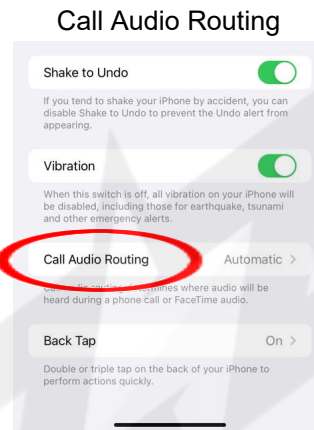 Call Audio Routing
Shake to Undo
If you tend to shake your iPhone by accident, you can
disable Shake to Undo to prevent the Undo alert from
appearing.
Vibration
When this switch is off, all vibration on your iPhone will
be disabled, including those for earthquake, tsunami
and other emergency alerts.
Call Audio Routing
Automatic >
Call audio routing determines where audio will be
heard during a phone call or FaceTime audio.
Back Tap
On >
Double or triple tap on the back of your iPhone to
perform actions quickly.